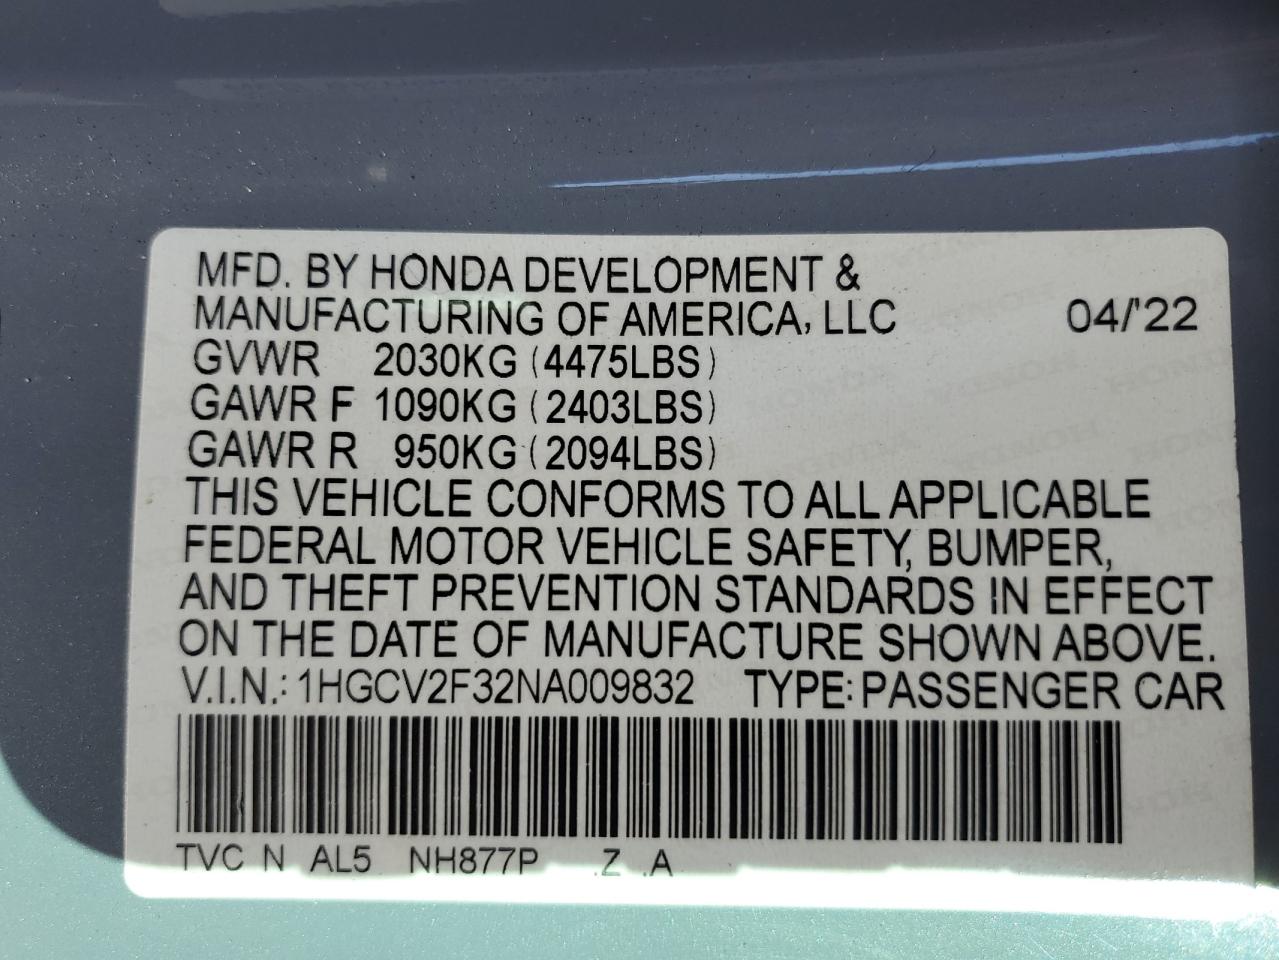 MFD. BY HONDA DEVELOPMENT &
MANUFACTURING OF AMERICA, LLC 04/'22
GVWR 2030KG (4475LBS)
GAWR F 1090KG (2403LBS)
GAWR R 950KG (2094LBS)
THIS VEHICLE CONFORMS TO ALL APPLICABLE
FEDERAL MOTOR VEHICLE SAFETY, BUMPER,
AND THEFT PREVENTION STANDARDS IN EFFECT
ON THE DATE OF MANUFACTURE SHOWN ABOVE.
V.I.N.: 1HGCV2F32NA009832 TYPE: PASSENGER CAR
TVC N AL5 NH877P .Z .A